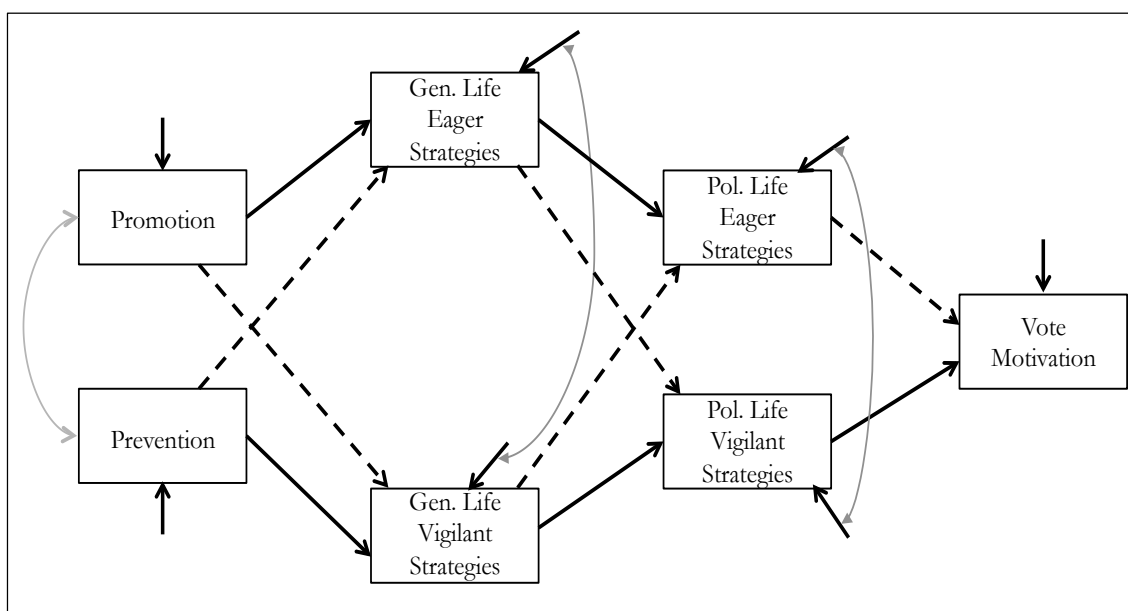 Gen. Life
Eager
Strategies
Promotion
Pol. Life
Eager
Strategies
Vote
Motivation
Prevention
Pol. Life
Vigilant
Strategies
Gen. Life
Vigilant
Strategies